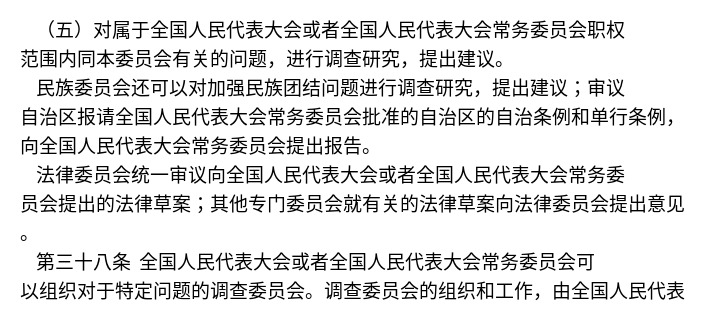 （五）对属于全国人民代表大会或者全国人民代表大会常务委员会职权
范围内同本委员会有关的问题，进行调查研究，提出建议。
民族委员会还可以对加强民族团结问题进行调查研究，提出建议；审议
自治区报请全国人民代表大会常务委员会批准的自治区的自治条例和单行条例，
向全国人民代表大会常务委员会提出报告。
法律委员会统一审议向全国人民代表大会或者全国人民代表大会常务委
员会提出的法律草案；其他专门委员会就有关的法律草案向法律委员会提出意见
。
第三十八条 全国人民代表大会或者全国人民代表大会常务委员会可
以组织对于特定问题的调查委员会。调查委员会的组织和工作，由全国人民代表